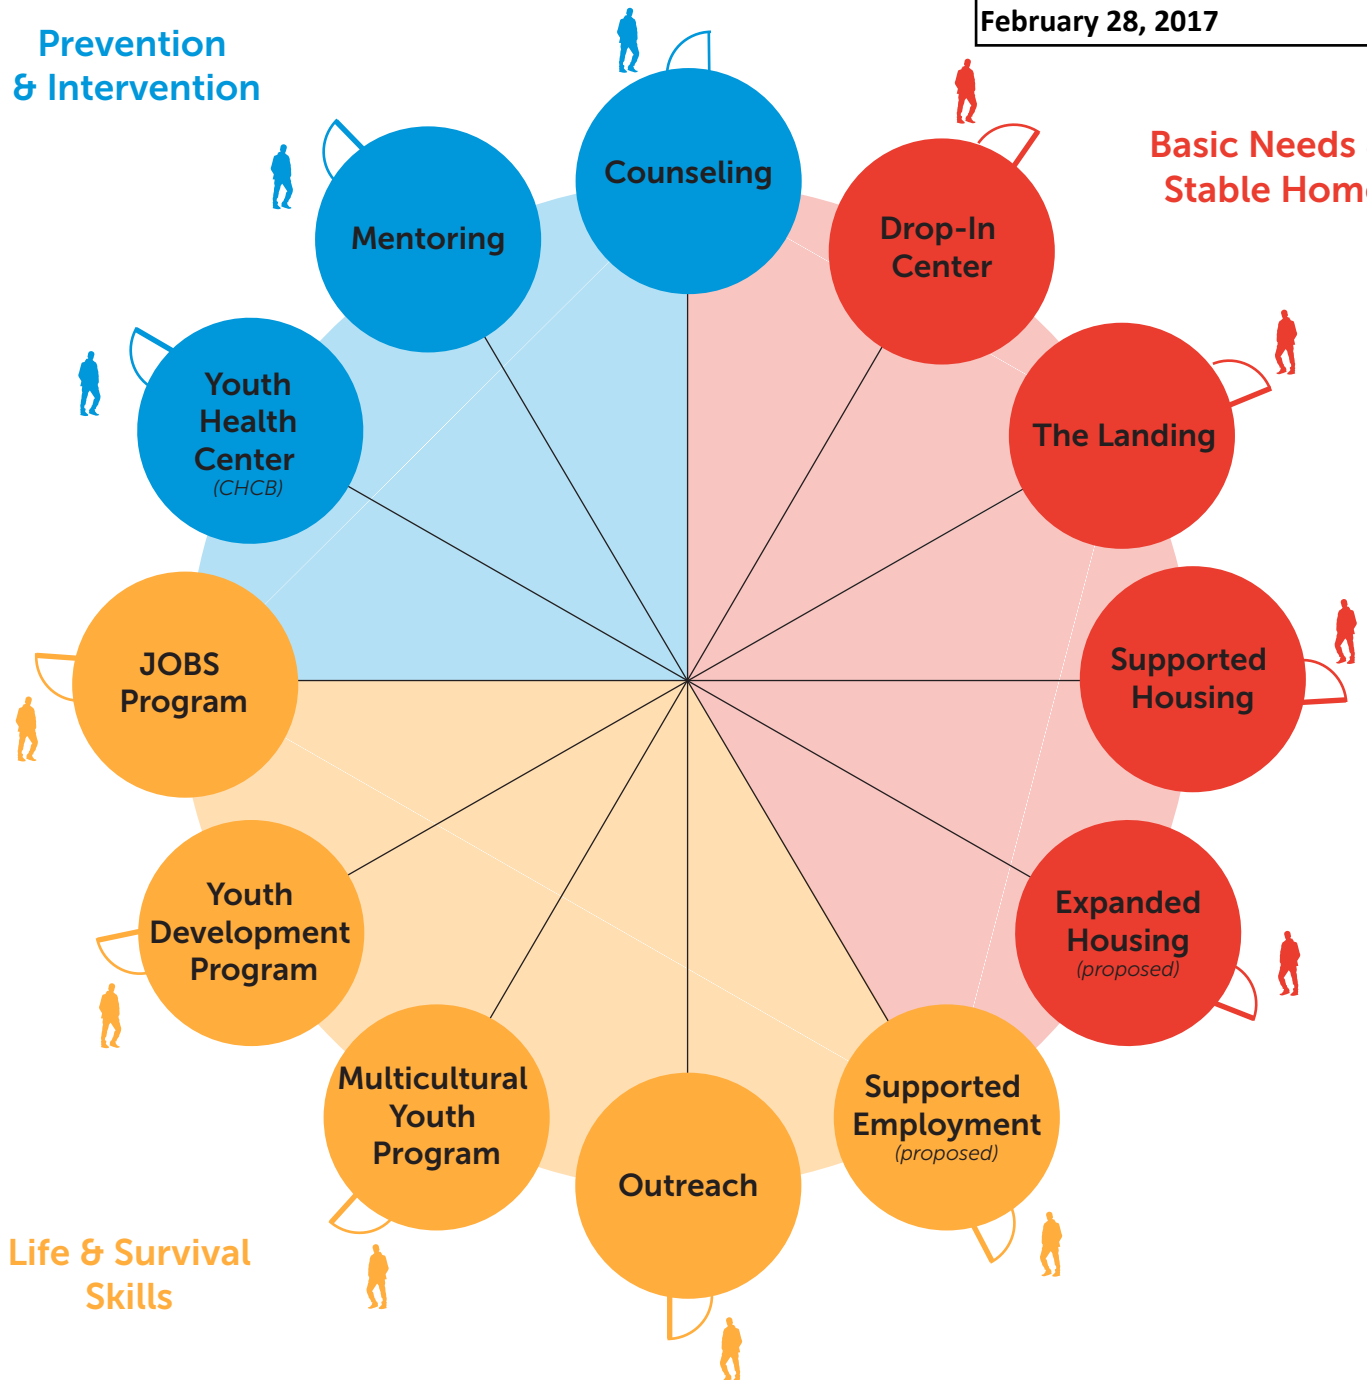 February 28, 2017
Prevention
& Intervention
Basic Needs
Stable
Counseling
Drop-In
Center
Mentoring
The Landing
Youth
Health
Center
(CHCB)
JOBS
Program
Supported
Housing
Youth
Development
Program
Expanded
Housing
(proposed)
Multicultural
Youth
Program
Outreach
Supported
Employment
(proposed)
Life & Survival
Skills